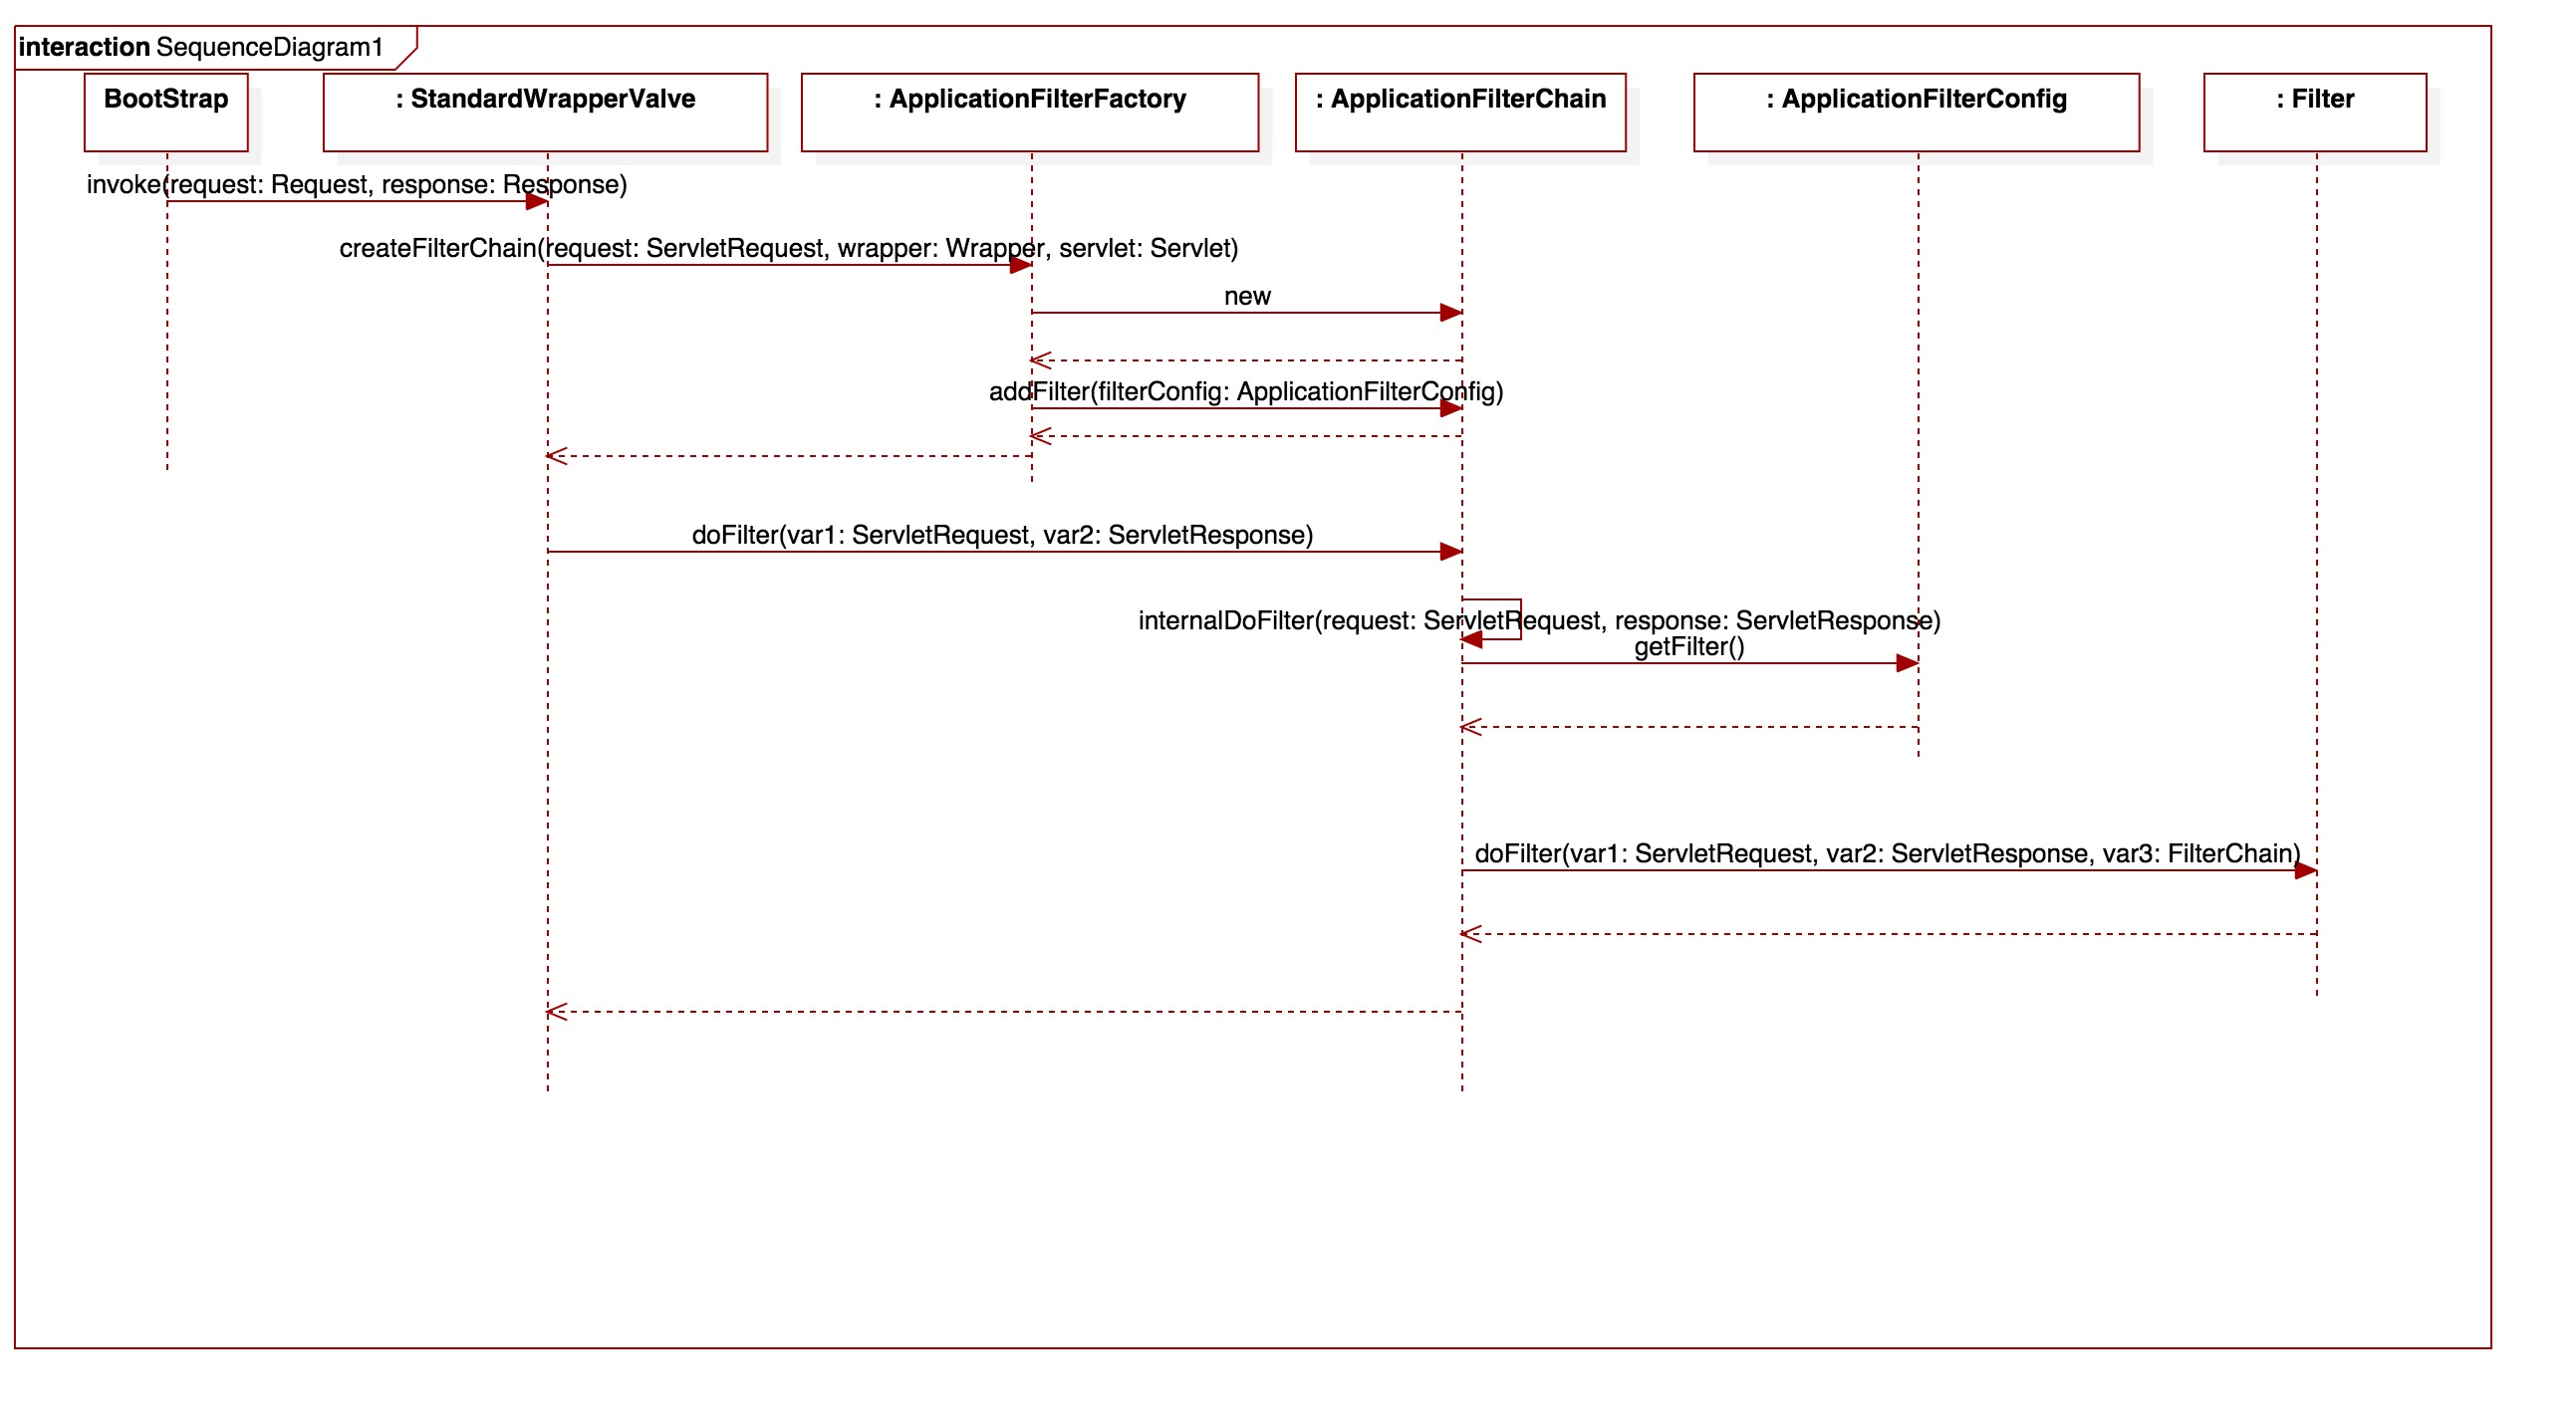 interaction SequenceDiagram1
BootStrap
: StandardWrapperValve
: ApplicationFilterFactory
: ApplicationFilterChain
: ApplicationFilterConfig
: Filter
invoke(request: Request, response: Response)
createFilterChain(request: ServletRequest, wrapper: Wrapper, servlet: Servlet)
new
addFilter(filterConfig: ApplicationFilterConfig)
doFilter(var1: ServletRequest, var2: ServletResponse)
internalDoFilter(request: ServletRequest, response: ServletResponse)
getFilter()
doFilter(var1: ServletRequest, var2: ServletResponse, var3: FilterChain)